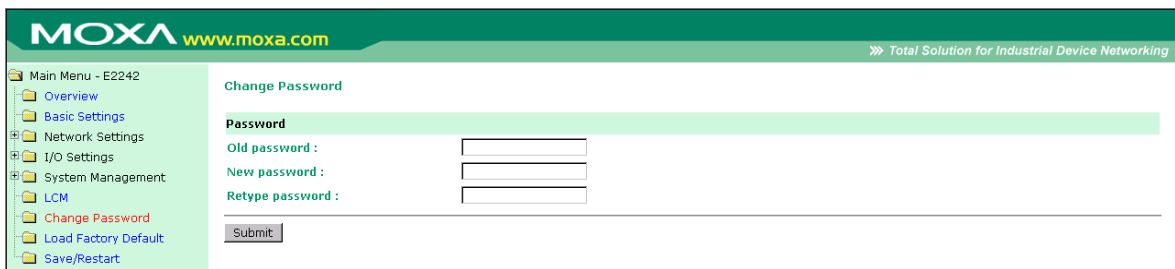 MOXA www.moxa.com
Total Solution for Industrial Device Networking
Main Menu - E2242
Overview
Basic Settings
Network Settings
I/O Settings
System Management
LCM
Change Password
Load Factory Default
Save/Restart
Change Password
Password
Old password :
New password :
Retype password :
Submit